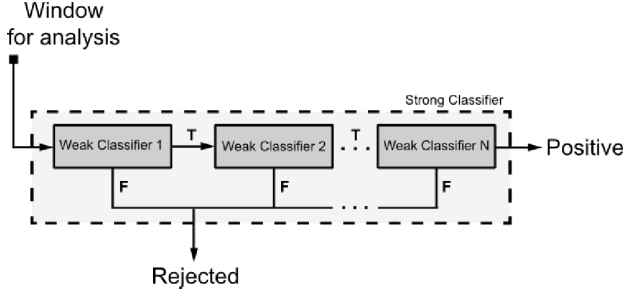 Window
for analysis
Strong Classifier
Weak Classifier 1
T
Weak Classifier 2
T
Weak Classifier N
Positive
F
F
F
Rejected